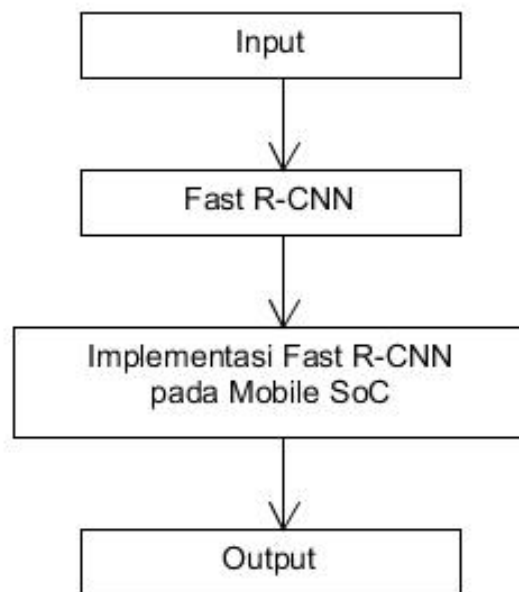 Input
Fast R-CNN
Implementasi Fast R-CNN
pada Mobile SoC
Output